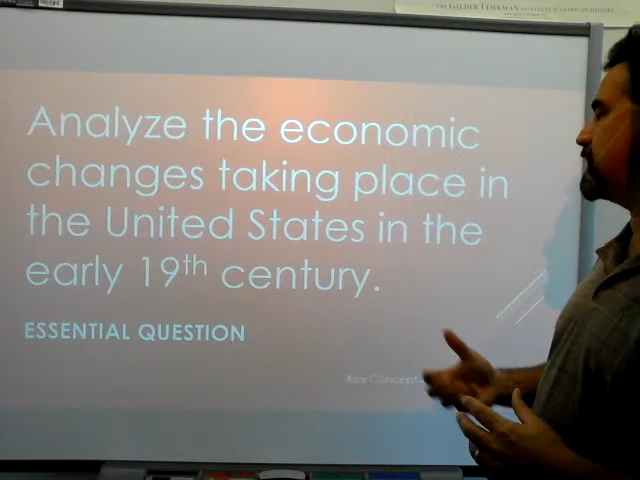 THE GILDER LEHRMAN INSTITUTE of AMERICAN HISTORY
Analyze the economic
changes taking place in
the United States in the
early 19th century.
ESSENTIAL QUESTION
Key Concept